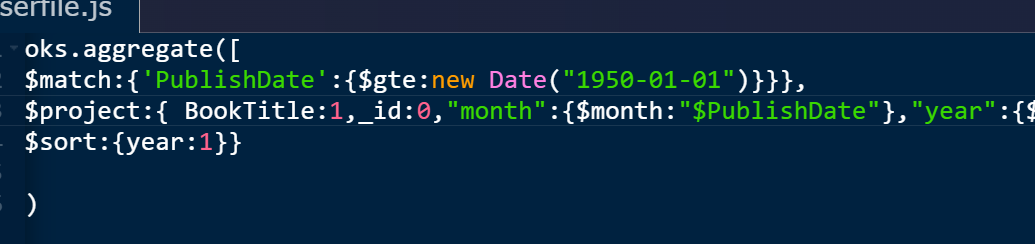 serfile.js
oks.aggregate([
$match:{'PublishDate':{$gte:new Date("1950-01-01")}}},
$project:{ BookTitle:1,_id:0,"month":{$month:"$PublishDate"},"year":{$
$sort:{year:1}}
)